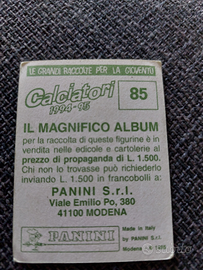 LE GRANDI RACCOLTE PER LA GIOVENTÙ
Calciatori
1994-95
85
IL MAGNIFICO ALBUM
per la raccolta di queste figurine è in
vendita nelle edicole e cartolerie al
prezzo di propaganda di L. 1.500.
Chi non lo trovasse può richiederlo
inviando L. 1.500 in francobolli a:
PANINI S.r.l.
Viale Emilio Po, 380
41100 MODENA
PANINI
Made in Italy
by PANINI S.r.l.
Modena